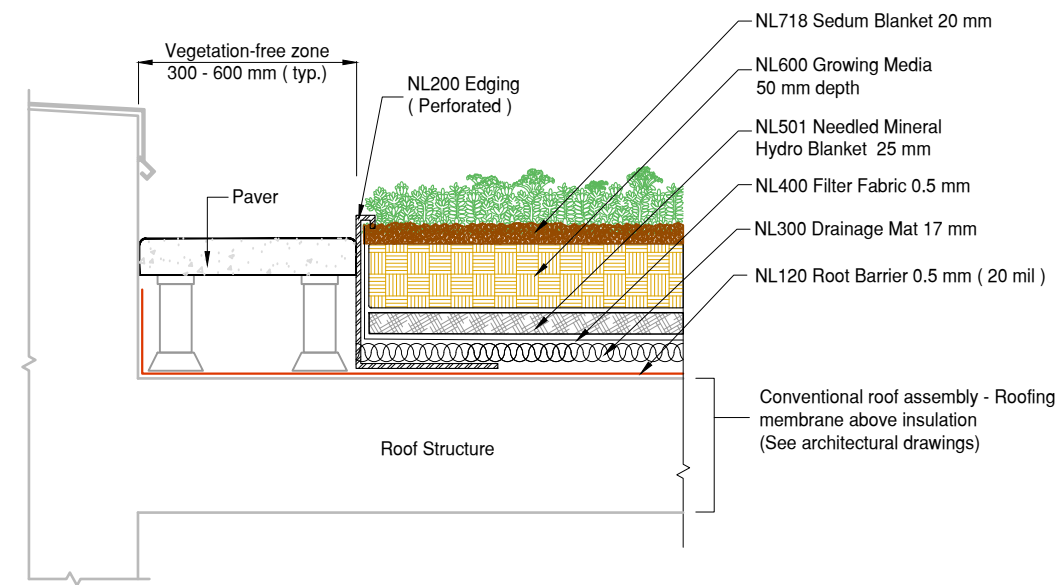 NL718 Sedum Blanket 20 mm
Vegetation-free zone
300 - 600 mm ( typ.)
NL200 Edging
( Perforated )
NL600 Growing Media
50 mm depth
NL501 Needled Mineral
Hydro Blanket 25 mm
NL400 Filter Fabric 0.5 mm
Paver
NL300 Drainage Mat 17 mm
NL120 Root Barrier 0.5 mm ( 20 mil )
Conventional roof assembly - Roofing
membrane above insulation
(See architectural drawings)
Roof Structure